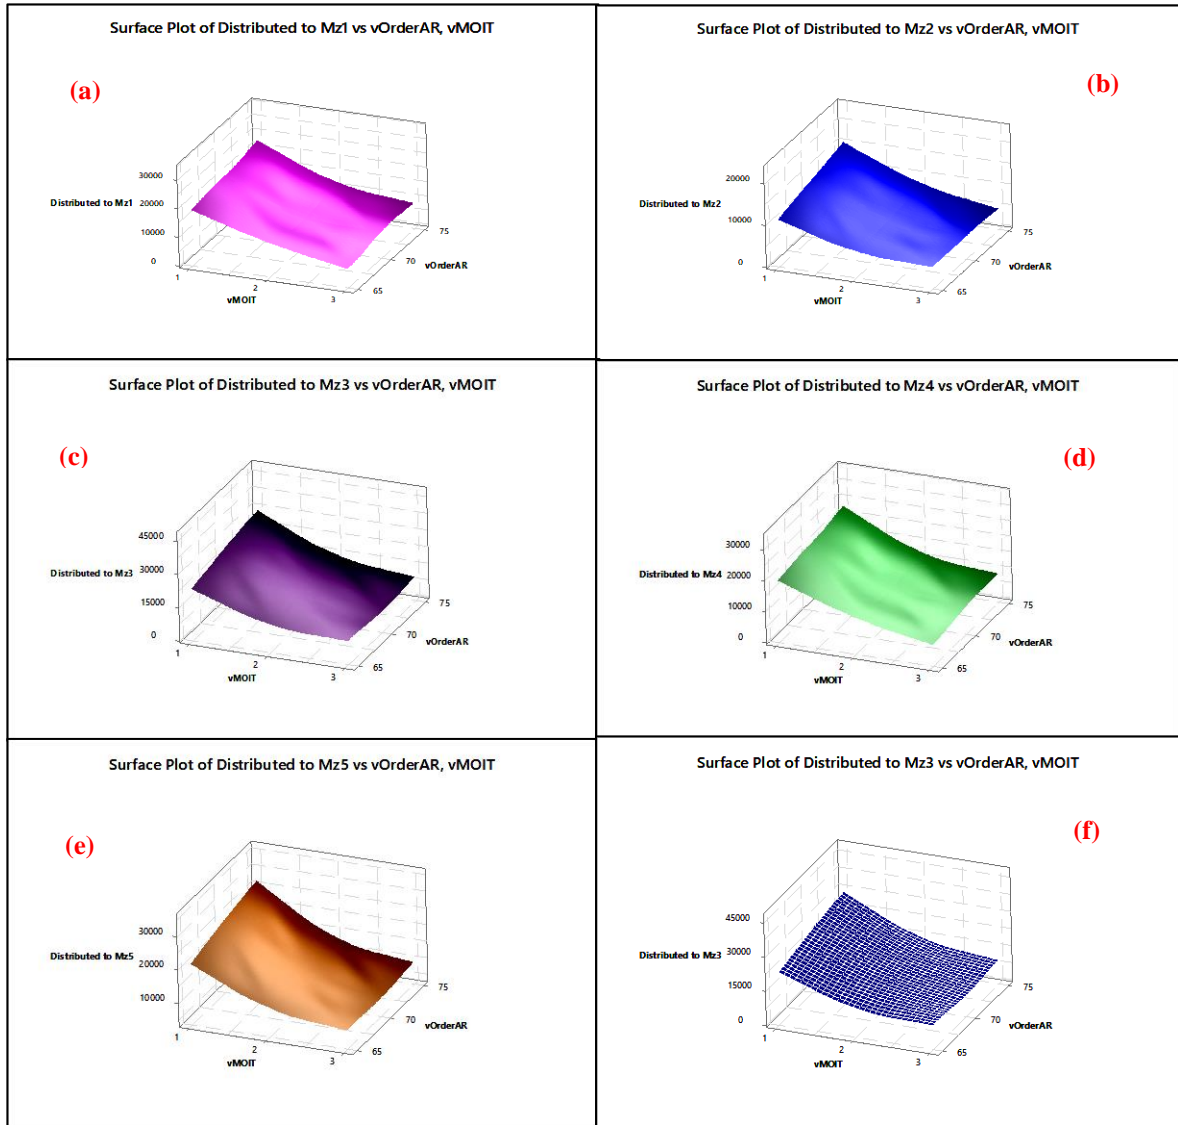 Surface Plot of Distributed to Mz1 vs vOrderAR, vMOIT
(a)
30000
Distributed to Mz1 20000
10000
0
1
2
3
vMOIT
65
70
75
vOrderAR
Surface Plot of Distributed to Mz2 vs vOrderAR, vMOIT
(b)
20000
Distributed to Mz2
10000
0
1
2
3
vMOIT
65
70
75
vOrderAR
Surface Plot of Distributed to Mz3 vs vOrderAR, vMOIT
(c)
45000
Distributed to Mz3 30000
15000
0
1
2
3
vMOIT
65
70
75
vOrderAR
Surface Plot of Distributed to Mz4 vs vOrderAR, vMOIT
(d)
30000
Distributed to Mz4 20000
10000
0
1
2
3
vMOIT
65
70
75
vOrderAR
Surface Plot of Distributed to Mz5 vs vOrderAR, vMOIT
(e)
30000
Distributed to Mz5 20000
10000
1
2
3
vMOIT
65
70
75
vOrderAR
Surface Plot of Distributed to Mz3 vs vOrderAR, vMOIT
(f)
45000
Distributed to Mz3 30000
15000
0
1
2
3
vMOIT
65
70
75
vOrderAR